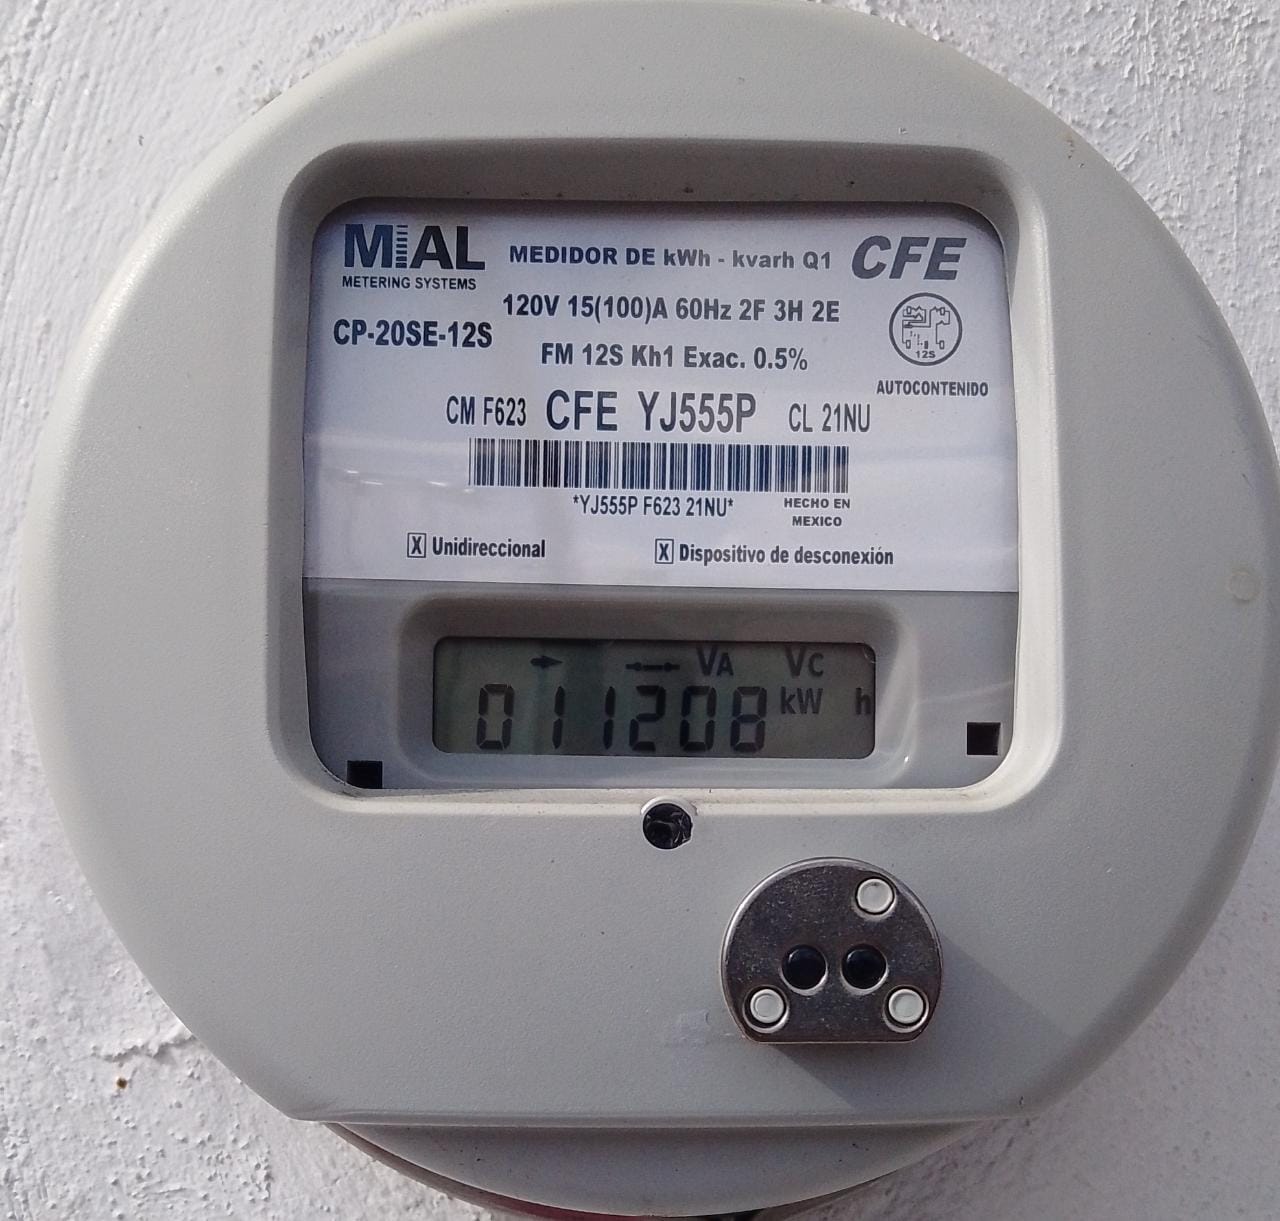 MIAL
METERING SYSTEMS
MEDIDOR DE kWh - kvarh Q1
CFE
120V 15(100)A 60Hz 2F 3H 2E
CP-20SE-12S
FM 12S Kh1 Exac. 0.5%
12S
AUTOCONTENIDO
CM F623 CFE YJ555P CL 21NU
*YJ555P F623 21NU*
HECHO EN
MEXICO
X Unidireccional
X Dispositivo de desconexión
VA VC
011208 kW h